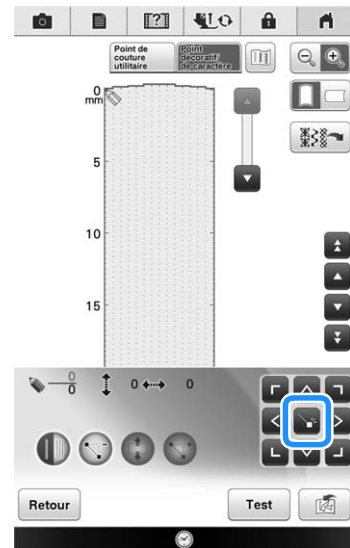 Point de
couture
utilitaire
Point
décoratif/
de caractère
0
mm
5
10
15
0
0
0
0
Retour
Test